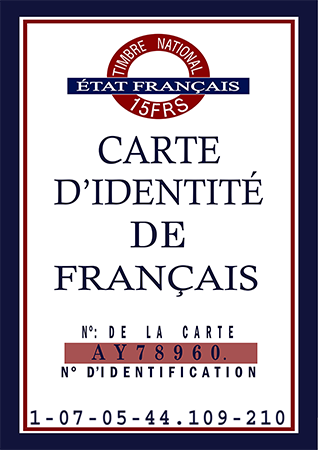 TIMBRE NATIONAL
ÉTAT FRANÇAIS
15FRS
CARTE
D'IDENTITÉ
DE
FRANÇAIS
N°: DE LA CARTE
AY78960.
N° D'IDENTIFICATION
1-07-05-44.109-210